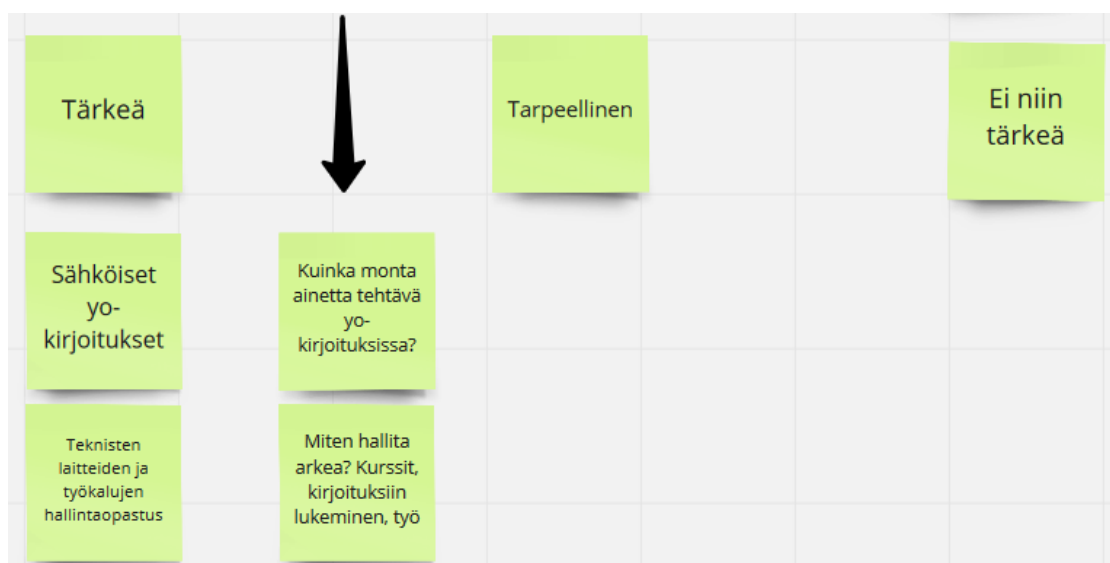 Tärkeä
Tarpeellinen
Ei niin
tärkeä
Sähköiset
yo-
kirjoitukset
Kuinka monta
ainetta tehtävä
yo-
kirjoituksissa?
Teknisten
laitteiden ja
työkalujen
hallintaopastus
Miten hallita
arkea? Kurssit,
kirjoituksiin
lukeminen, työ